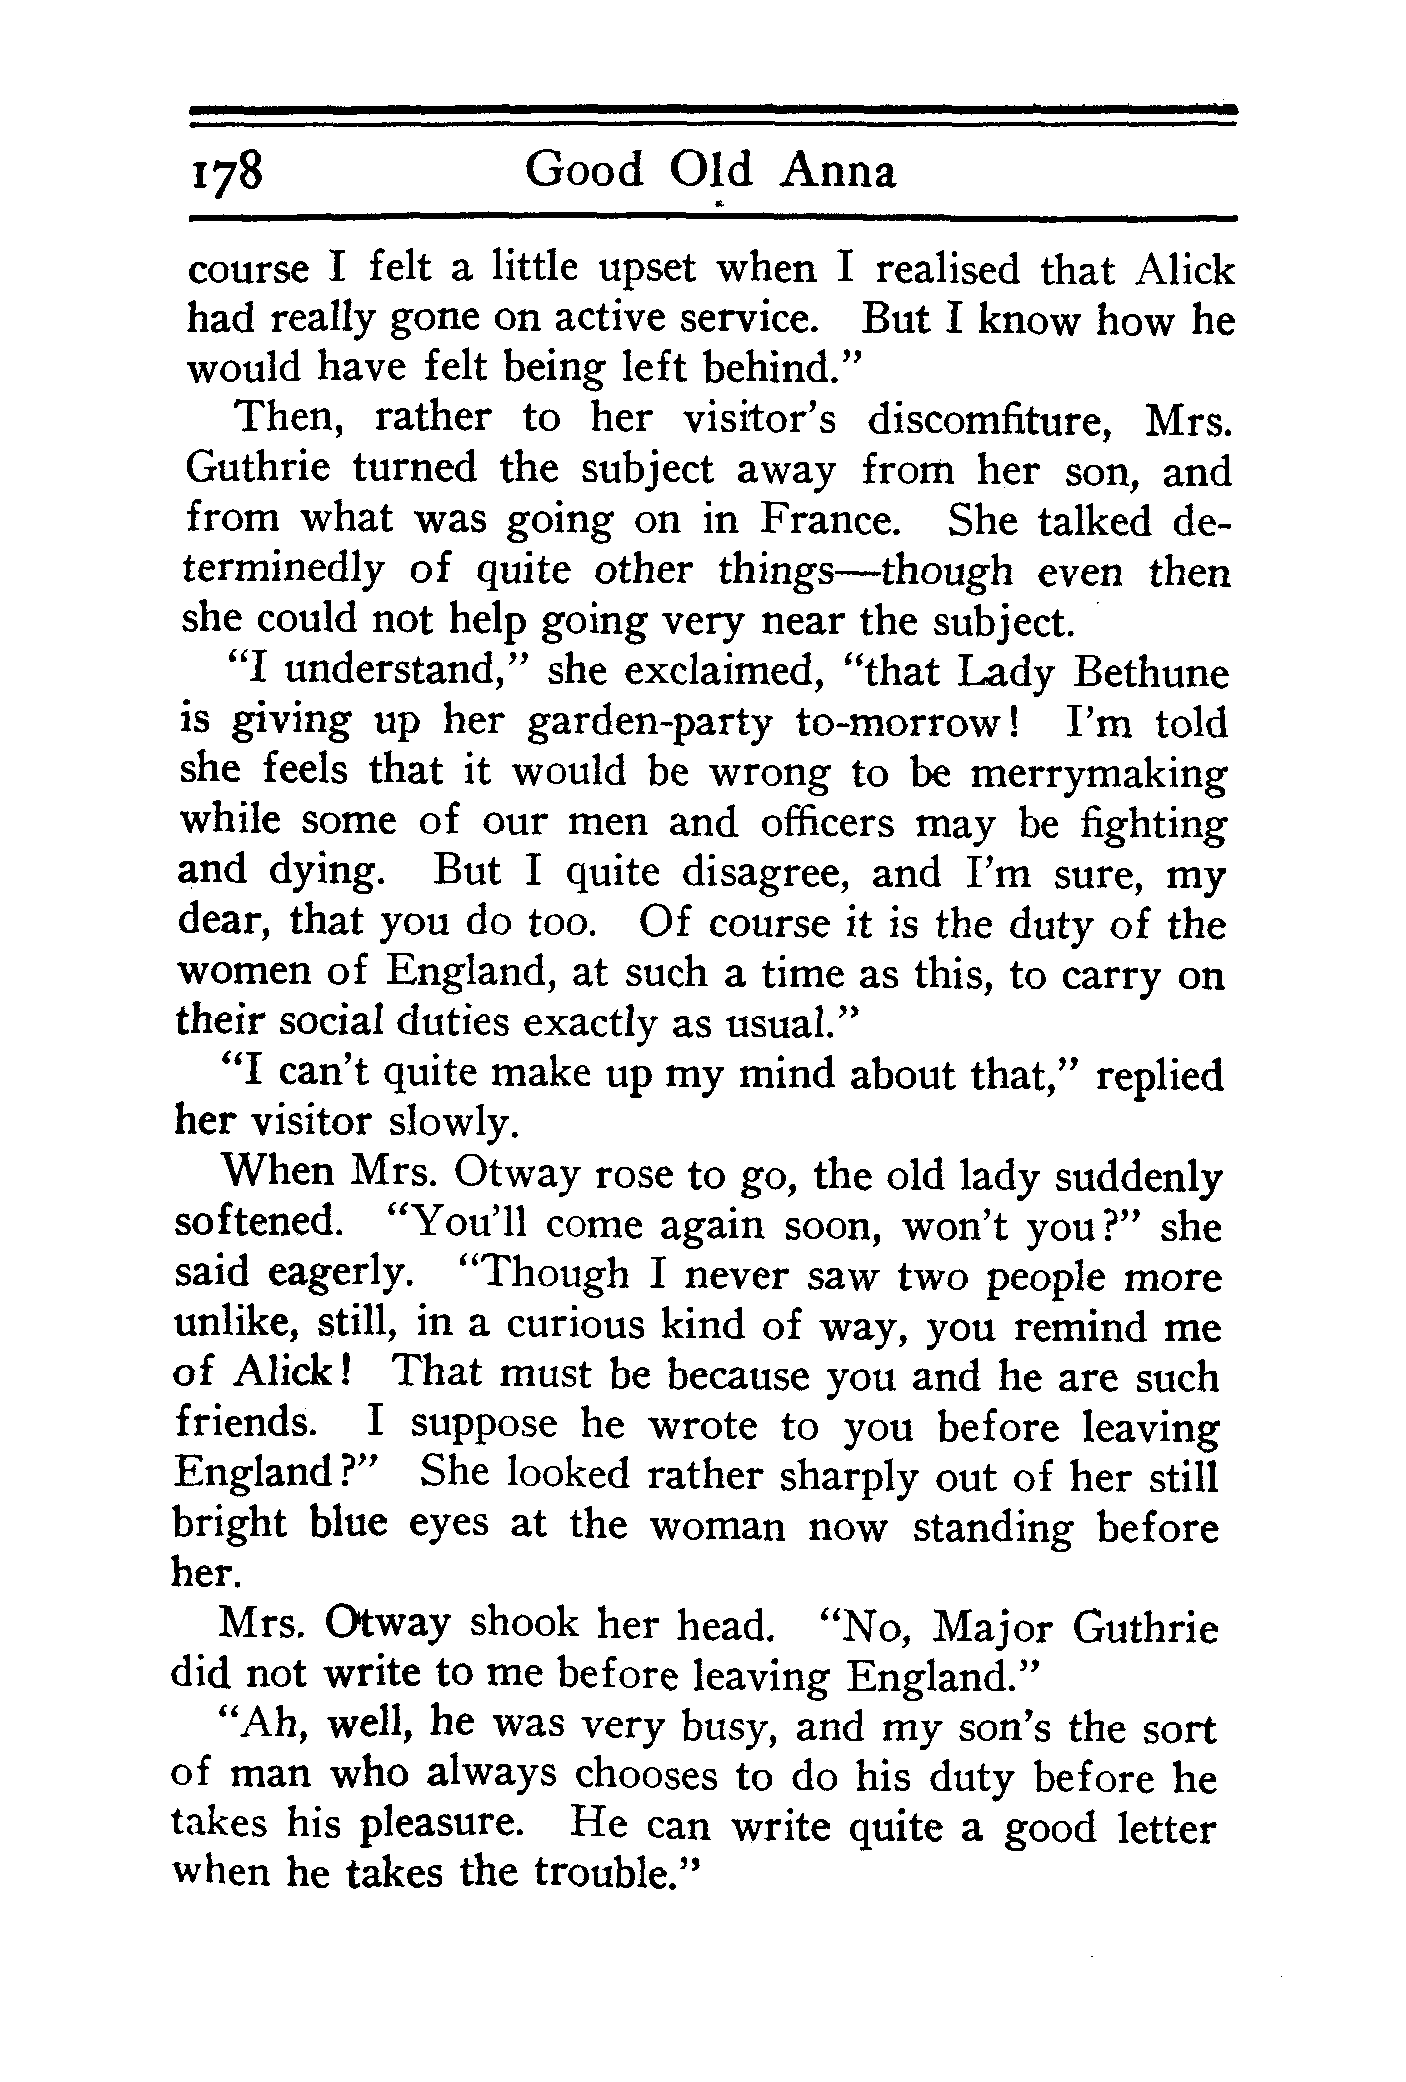 178 Good Old Anna
course I felt a little upset when I realised that Alick
had really gone on active service. But I know how he
would have felt being left behind.”
Then, rather to her visitor’s discomfiture, Mrs.
Guthrie turned the subject away from her son, and
from what was going on in France. She talked de-
terminedly of quite other things—though even then
she could not help going very near the subject.
“I understand,” she exclaimed, “that Lady Bethune
is giving up her garden-party to-morrow! I’m told
she feels that it would be wrong to be merrymaking
while some of our men and officers may be fighting
and dying. But I quite disagree, and I’m sure, my
dear, that you do too. Of course it is the duty of the
women of England, at such a time as this, to carry on
their social duties exactly as usual.”
“I can’t quite make up my mind about that,” replied
her visitor slowly.
When Mrs. Otway rose to go, the old lady suddenly
softened. “You’ll come again soon, won’t you?” she
said eagerly. “Though I never saw two people more
unlike, still, in a curious kind of way, you remind me
of Alick! That must be because you and he are such
friends. I suppose he wrote to you before leaving
England?” She looked rather sharply out of her still
bright blue eyes at the woman now standing before
her.
Mrs. Otway shook her head. “No, Major Guthrie
did not write to me before leaving England.”
“Ah, well, he was very busy, and my son’s the sort
of man who always chooses to do his duty before he
takes his pleasure. He can write quite a good letter
when he takes the trouble.”